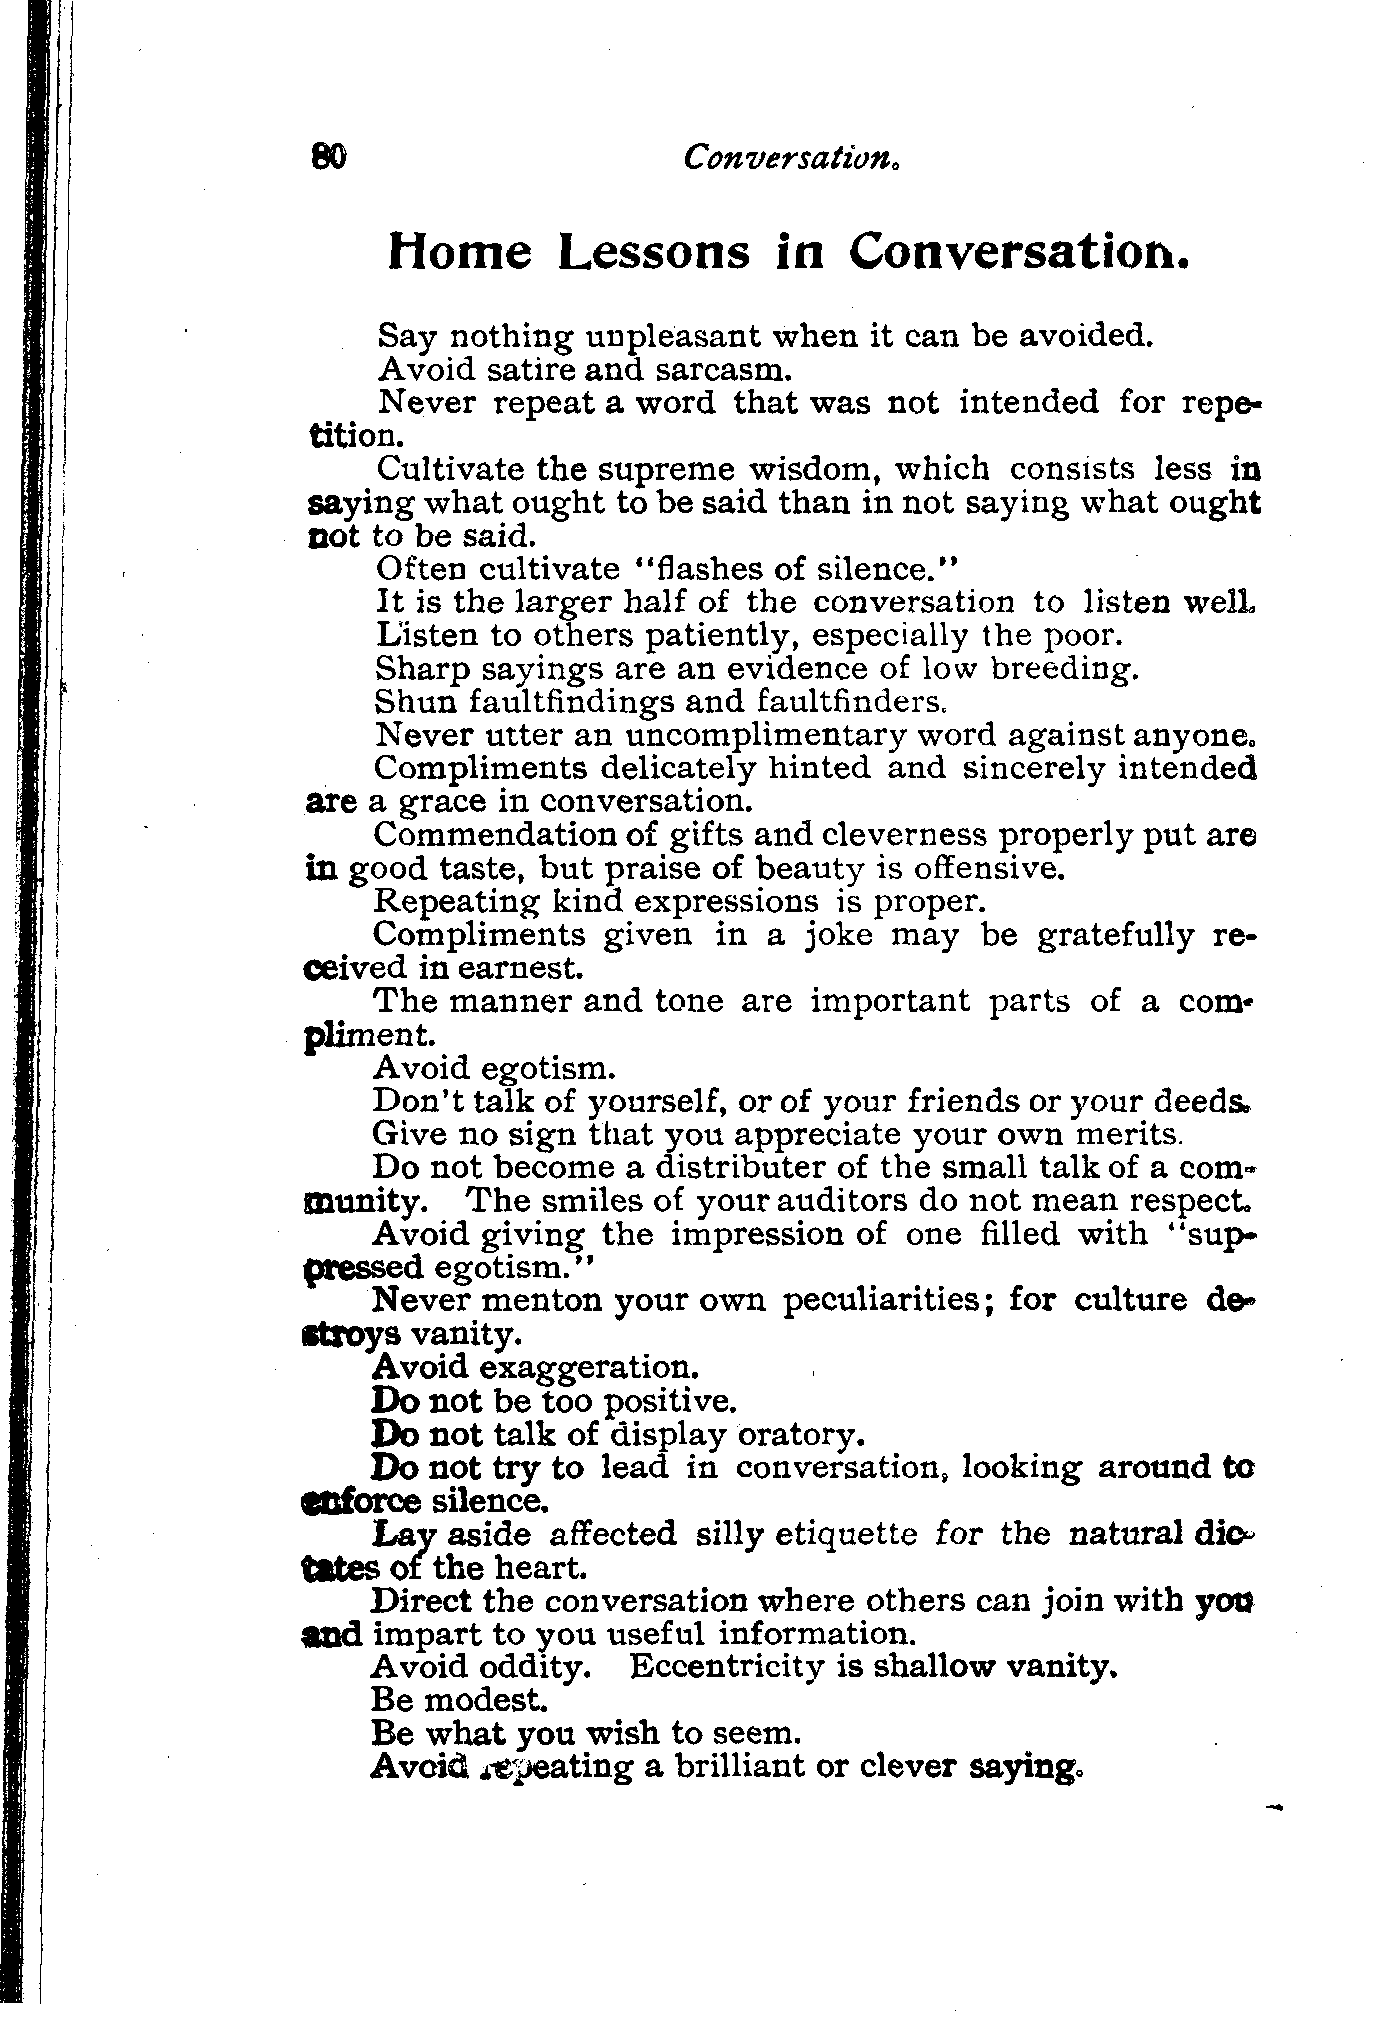 80 Conversation.
Home Lessons in Conversation.
Say nothing unpleasant when it can be avoided.
Avoid satire and sarcasm.
Never repeat a word that was not intended for repe-
tition.
Cultivate the supreme wisdom, which consists less in
saying what ought to be said than in not saying what ought
not to be said.
Often cultivate "flashes of silence."
It is the larger half of the conversation to listen well.
Listen to others patiently, especially the poor.
Sharp sayings are an evidence of low breeding.
Shun faultfindings and faultfinders.
Never utter an uncomplimentary word against anyone.
Compliments delicately hinted and sincerely intended
are a grace in conversation.
Commendation of gifts and cleverness properly put are
in good taste, but praise of beauty is offensive.
Repeating kind expressions is proper.
Compliments given in a joke may be gratefully re-
ceived in earnest.
The manner and tone are important parts of a com-
pliment.
Avoid egotism.
Don't talk of yourself, or of your friends or your deeds.
Give no sign that you appreciate your own merits.
Do not become a distributer of the small talk of a com-
munity. The smiles of your auditors do not mean respect.
Avoid giving the impression of one filled with "sup-
pressed egotism."
Never menton your own peculiarities; for culture de-
stroys vanity.
Avoid exaggeration.
Do not be too positive.
Do not talk of display oratory.
Do not try to lead in conversation, looking around to
enforce silence.
Lay aside affected silly etiquette for the natural dic-
tates of the heart.
Direct the conversation where others can join with you
and impart to you useful information.
Avoid oddity. Eccentricity is shallow vanity.
Be modest.
Be what you wish to seem.
Avoid repeating a brilliant or clever saying.